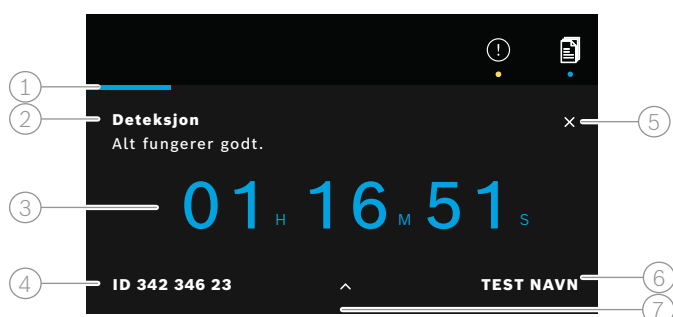 !
1
2
Deteksjon
Alt fungerer godt.
5
3
01 H 16 M 51 S
4
ID 342 346 23
TEST NAVN
6
7